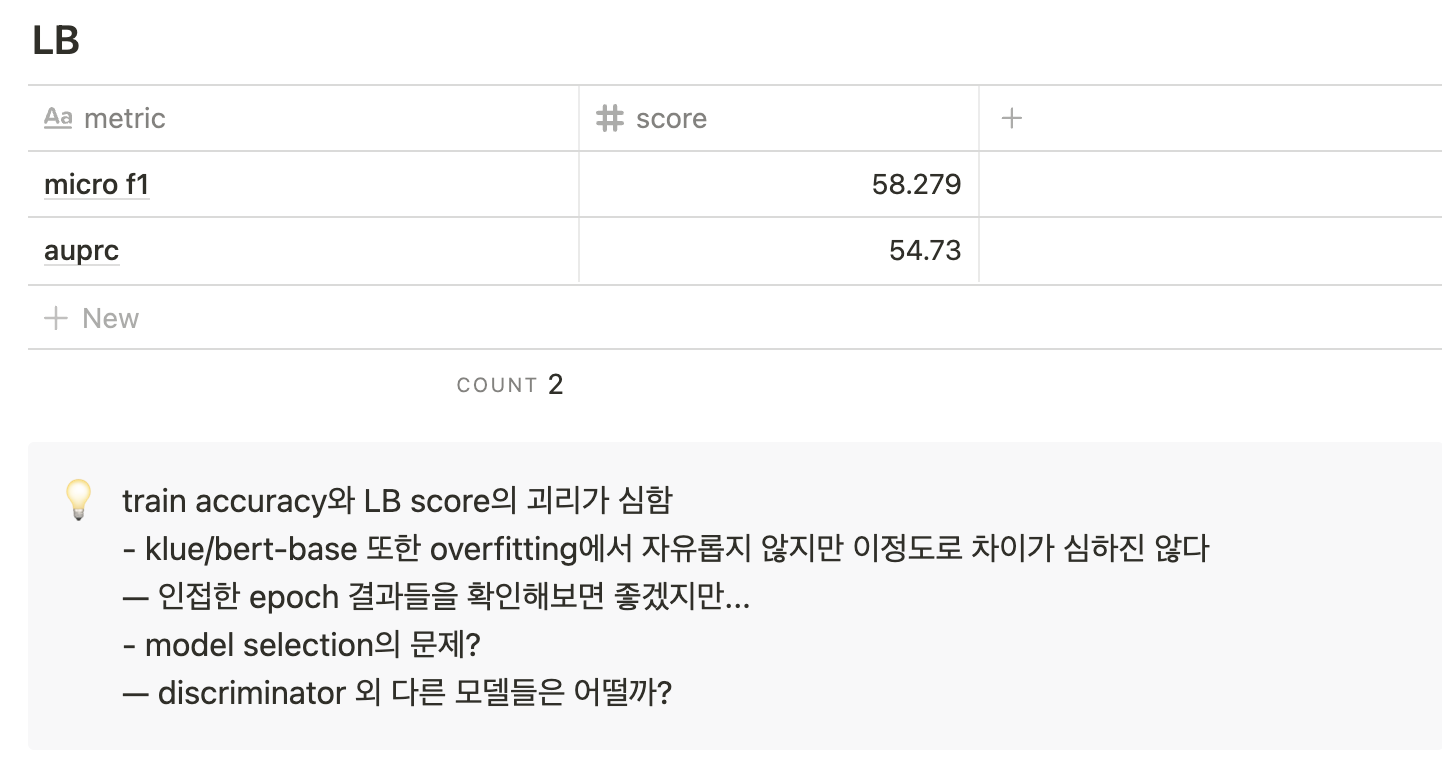 LB
Aa metric # score +
micro f1 58.279
auprc 54.73
+ New
COUNT 2
💡 train accuracy와 LB score의 괴리가 심함
- klue/bert-base 또한 overfitting에서 자유롭지 않지만 이정도로 차이가 심하진 않다
— 인접한 epoch 결과들을 확인해보면 좋겠지만...
- model selection의 문제?
— discriminator 외 다른 모델들은 어떨까?